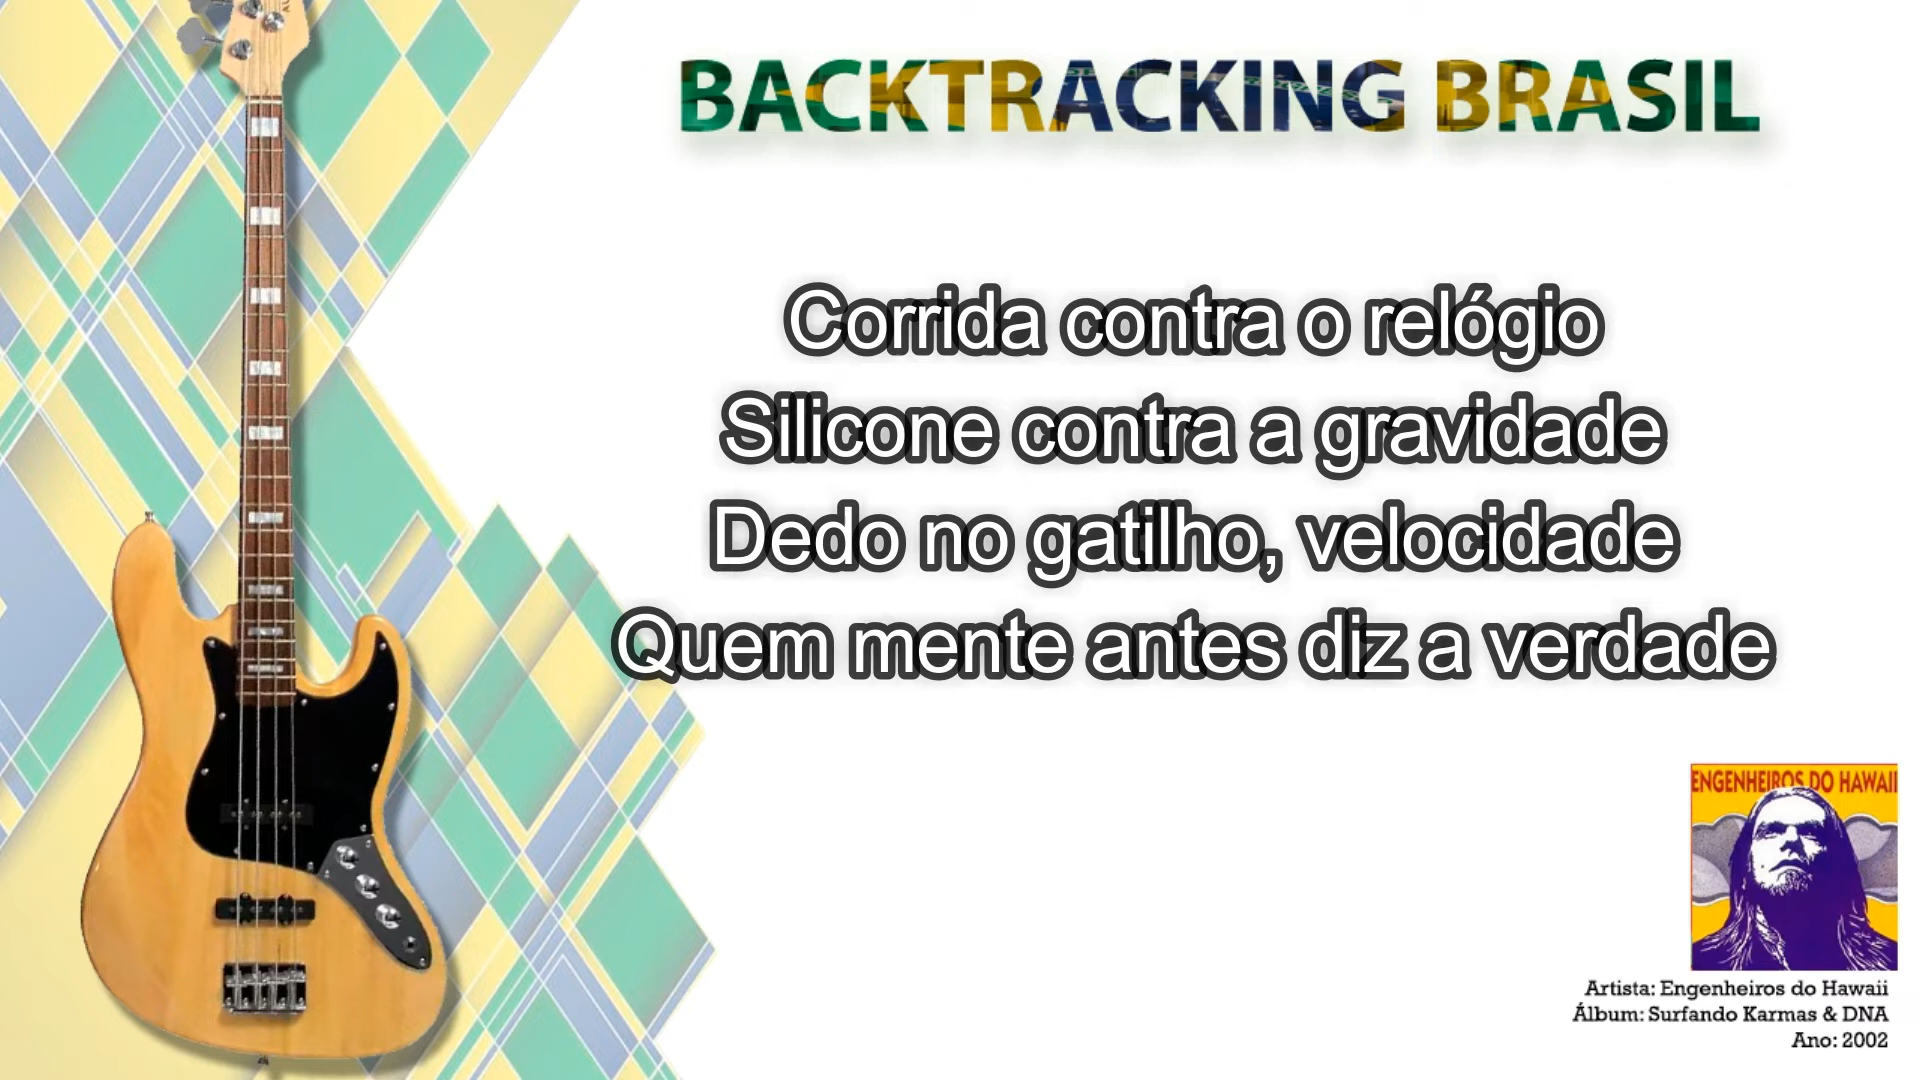 BACKTRACKING BRASIL
Corrida contra o relógio
Silicone contra a gravidade
Dedo no gatilho, velocidade
Quem mente antes diz a verdade
ENGENHEIROS DO HAWAII
Artista: Engenheiros do Hawaii
Álbum: Surfando Karmas & DNA
Ano: 2002